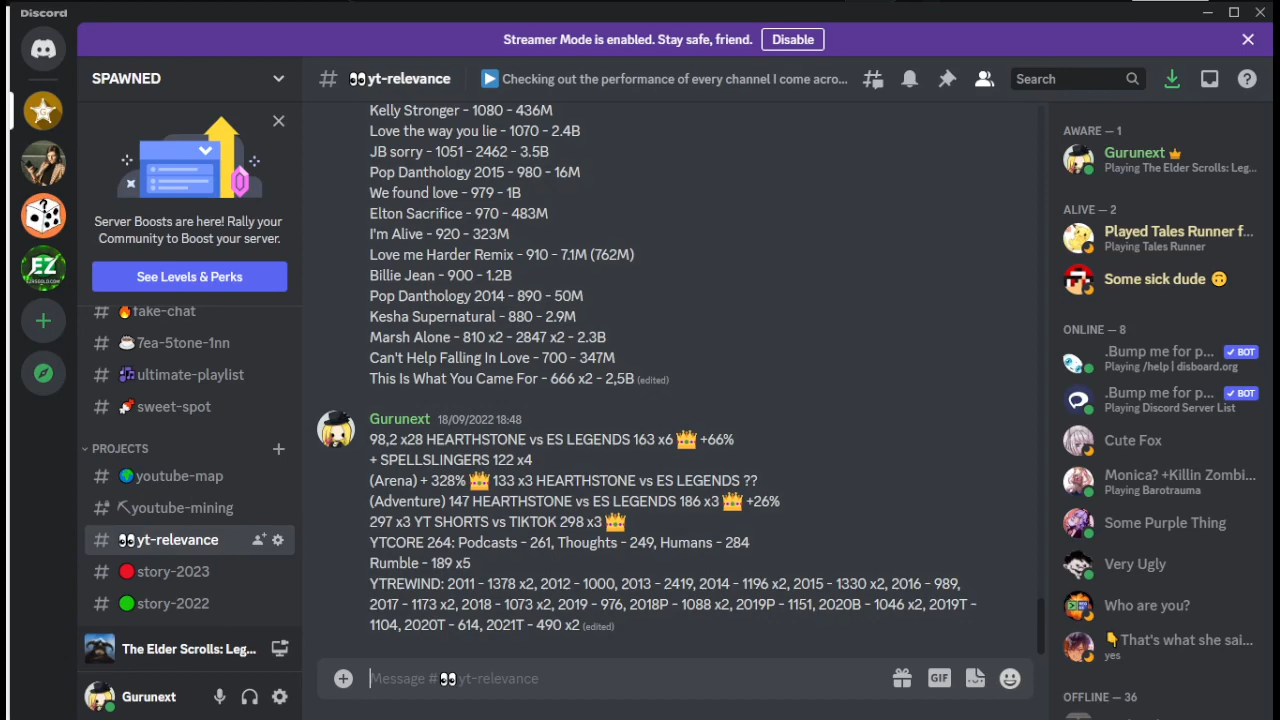 Discord
Streamer Mode is enabled. Stay safe, friend.
Disable
SPAWNED
Server Boosts are here! Rally your
Community to Boost your server.
See Levels & Perks
# 🔥fake-chat
# ☕7ea-5tone-1nn
# 🎶ultimate-playlist
# 🍬sweet-spot
PROJECTS
# 🌍youtube-map
# ⛏youtube-mining
# 👀yt-relevance
# 🔴story-2023
# 🟢story-2022
The Elder Scrolls: Leg...
Gurunext
# 👀yt-relevance
▶️ Checking out the performance of every channel I come acro...
Search
Kelly Stronger - 1080 - 436M
Love the way you lie - 1070 - 2.4B
JB sorry - 1051 - 2462 - 3.5B
Pop Danthology 2015 - 980 - 16M
We found love - 979 - 1B
Elton Sacrifice - 970 - 483M
I'm Alive - 920 - 323M
Love me Harder Remix - 910 - 7.1M (762M)
Billie Jean - 900 - 1.2B
Pop Danthology 2014 - 890 - 50M
Kesha Supernatural - 880 - 2.9M
Marsh Alone - 810 x2 - 2847 x2 - 2.3B
Can't Help Falling In Love - 700 - 347M
This Is What You Came For - 666 x2 - 2,5B (edited)
Gurunext 18/09/2022 18:48
98,2 x28 HEARTHSTONE vs ES LEGENDS 163 x6 👑 +66%
+ SPELLSLINGERS 122 x4
(Arena) + 328% 👑 133 x3 HEARTHSTONE vs ES LEGENDS ??
(Adventure) 147 HEARTHSTONE vs ES LEGENDS 186 x3 👑 +26%
297 x3 YT SHORTS vs TIKTOK 298 x3 👑
YTCORE 264: Podcasts - 261, Thoughts - 249, Humans - 284
Rumble - 189 x5
YTREWIND: 2011 - 1378 x2, 2012 - 1000, 2013 - 2419, 2014 - 1196 x2, 2015 - 1330 x2, 2016 - 989,
2017 - 1173 x2, 2018 - 1073 x2, 2019 - 976, 2018P - 1088 x2, 2019P - 1151, 2020B - 1046 x2, 2019T -
1104, 2020T - 614, 2021T - 490 x2 (edited)
Message # 👀yt-relevance
GIF
AWARE — 1
Gurunext
Playing The Elder Scrolls: Leg...
ALIVE — 2
Played Tales Runner f...
Playing Tales Runner
Some sick dude 🙃
ONLINE — 8
.Bump me for p... ✓ BOT
Playing /help | disboard.org
.Bump me for p... ✓ BOT
Playing Discord Server List
Cute Fox
Monica? +Killin Zombi...
Playing Barotrauma
Some Purple Thing
Very Ugly
Who are you?
👇That's what she sai...
yes
OFFLINE — 36
EZ